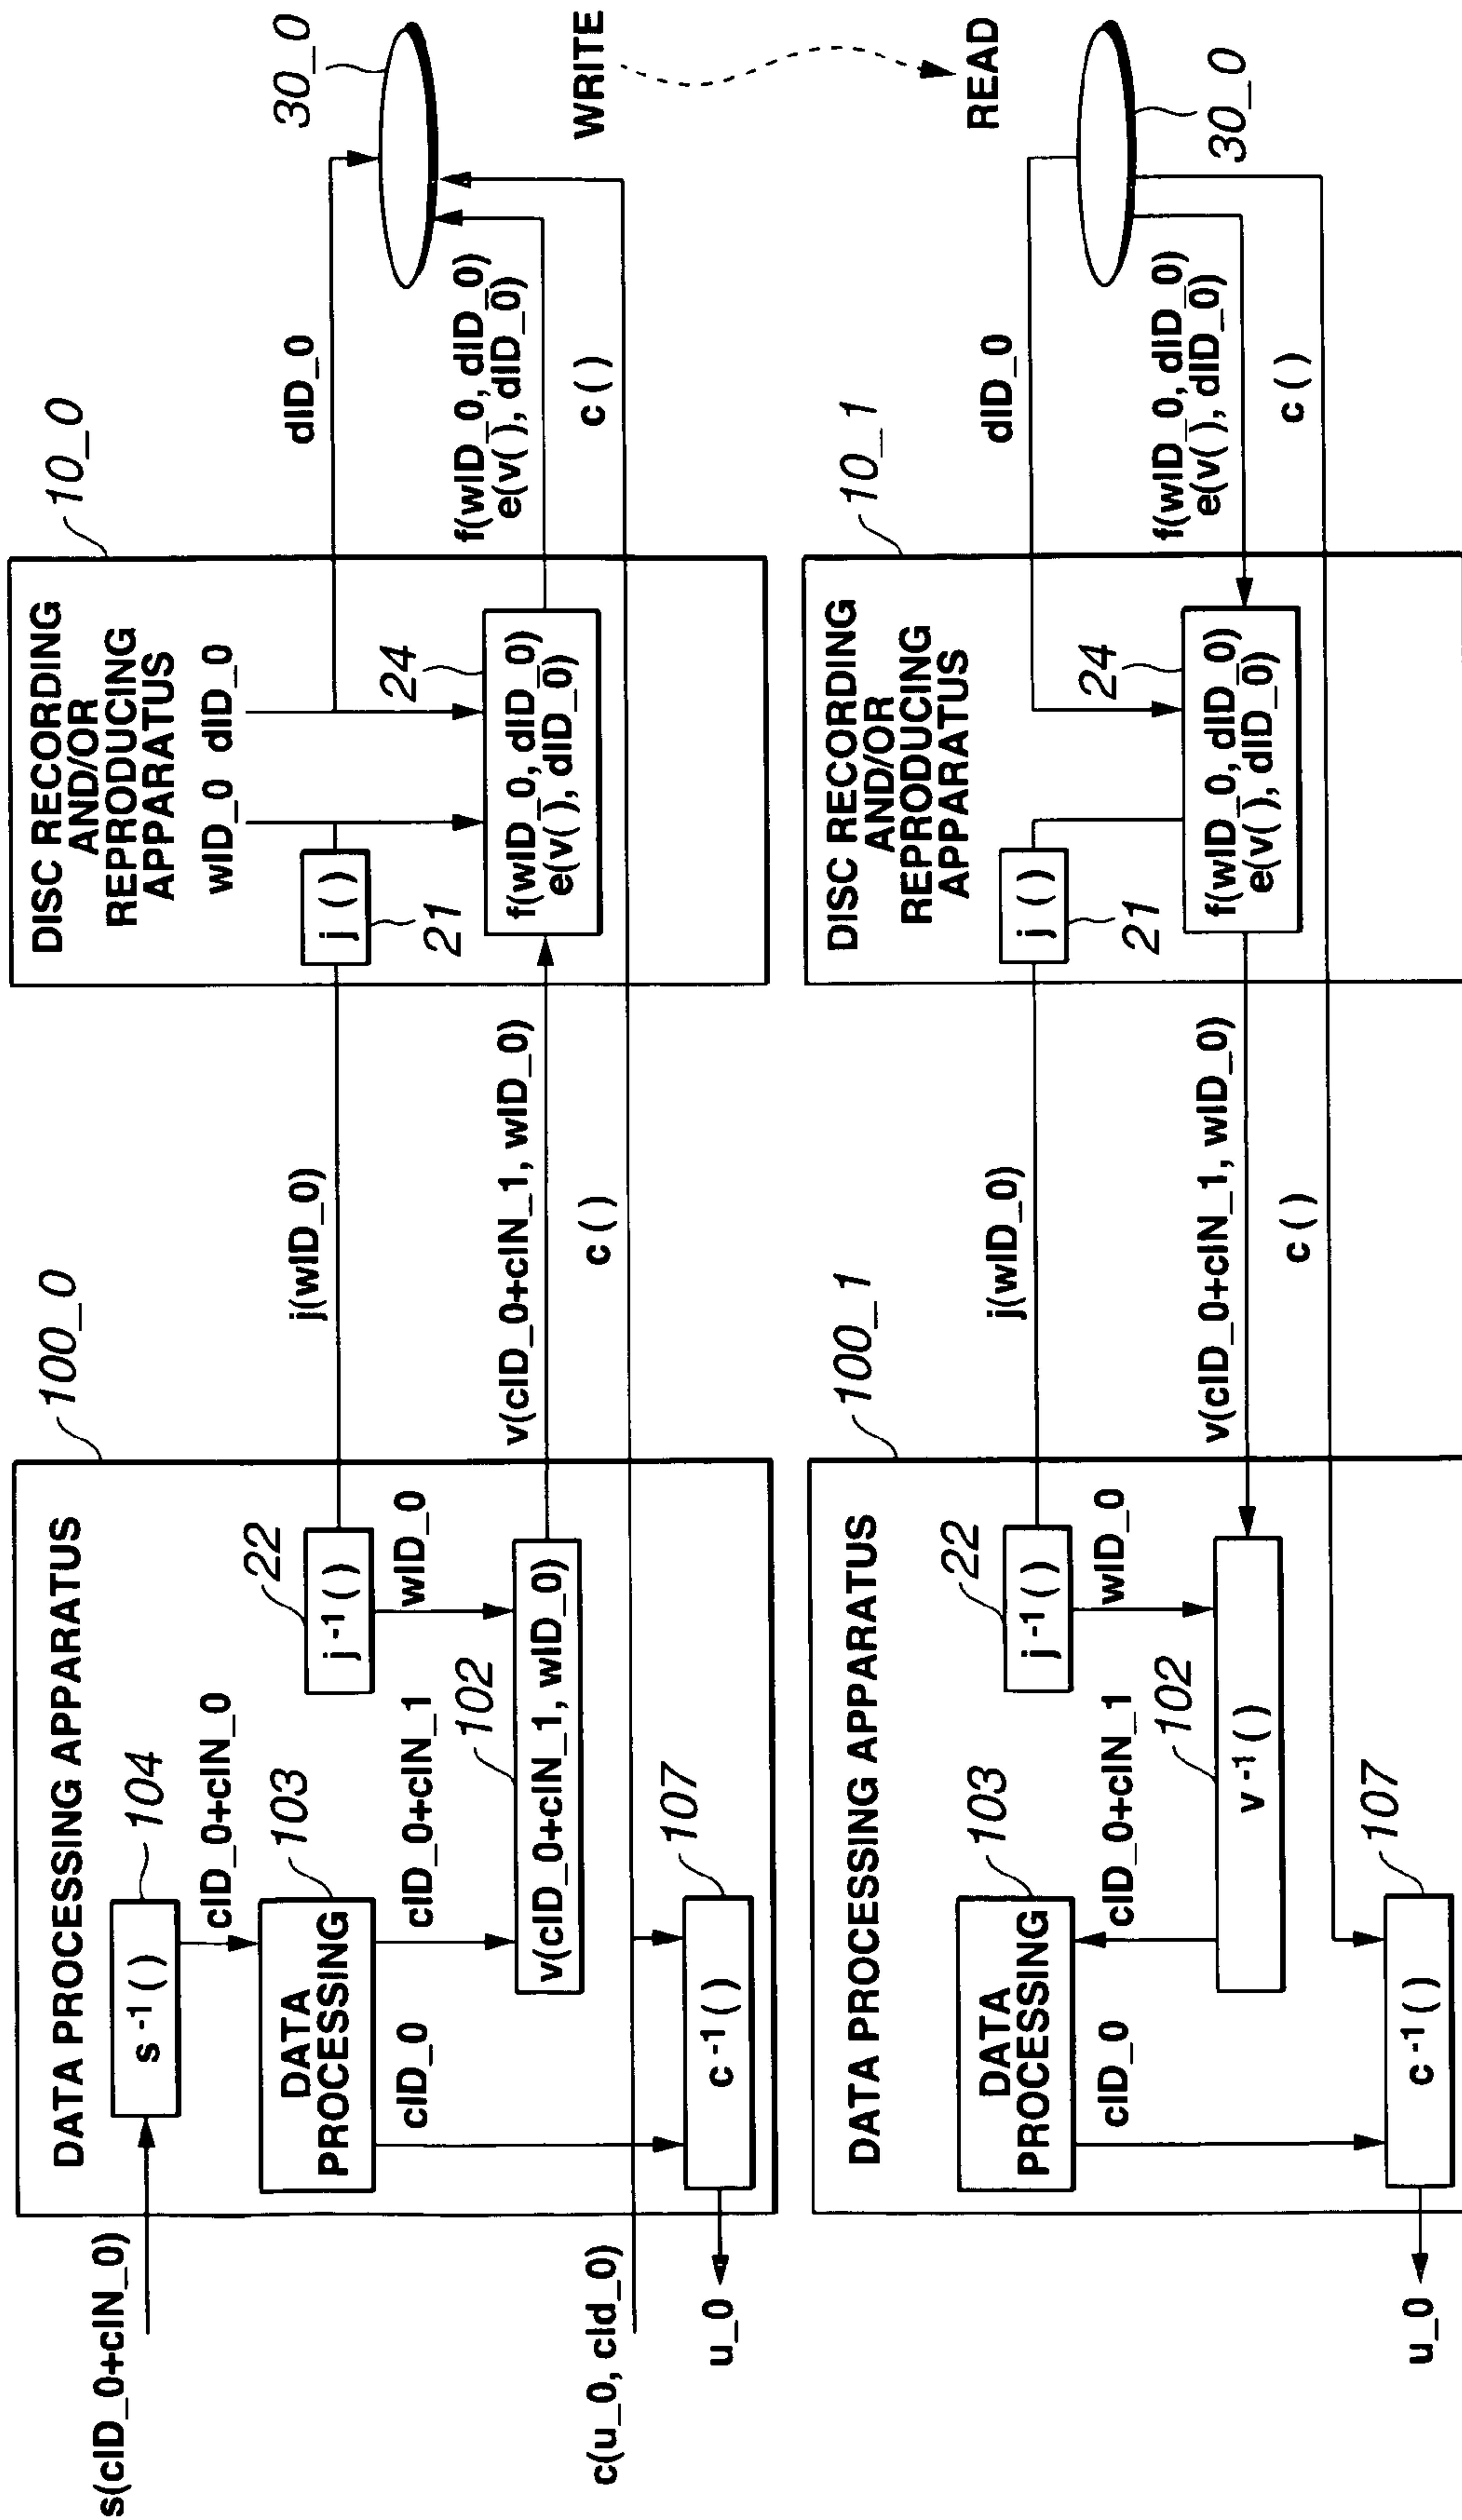 DATA PROCESSING APPARATUS
100_0
s(cID_0+cIN_0)
s⁻¹ ( )
104
cID_0+cIN_0
DATA
PROCESSING
103
cID_0
cID_0+cIN_1
22
j⁻¹ ( )
wID_0
102
v(cID_0+cIN_1, wID_0)
c(u_0, cId_0)
u_0
c⁻¹ ( )
107
j(wID_0)
v(cID_0+cIN_1, wID_0)
c ( )
DISC RECORDING
AND/OR
REPRODUCING
APPARATUS
10_0
wID_0 dID_0
j ( )
21
24
f(wID_0, dID_0)
e(v( ), dID_0)
dID_0
f(wID_0, dID_0)
e(v( ), dID_0)
c ( )
30_0
WRITE
READ
DATA PROCESSING APPARATUS
100_1
DATA
PROCESSING
103
cID_0
cID_0+cIN_1
22
j⁻¹ ( )
wID_0
102
v⁻¹ ( )
u_0
c⁻¹ ( )
107
j(wID_0)
v(cID_0+cIN_1, wID_0)
c ( )
DISC RECORDING
AND/OR
REPRODUCING
APPARATUS
10_1
j ( )
21
24
f(wID_0, dID_0)
e(v( ), dID_0)
dID_0
f(wID_0, dID_0)
e(v( ), dID_0)
c ( )
30_0